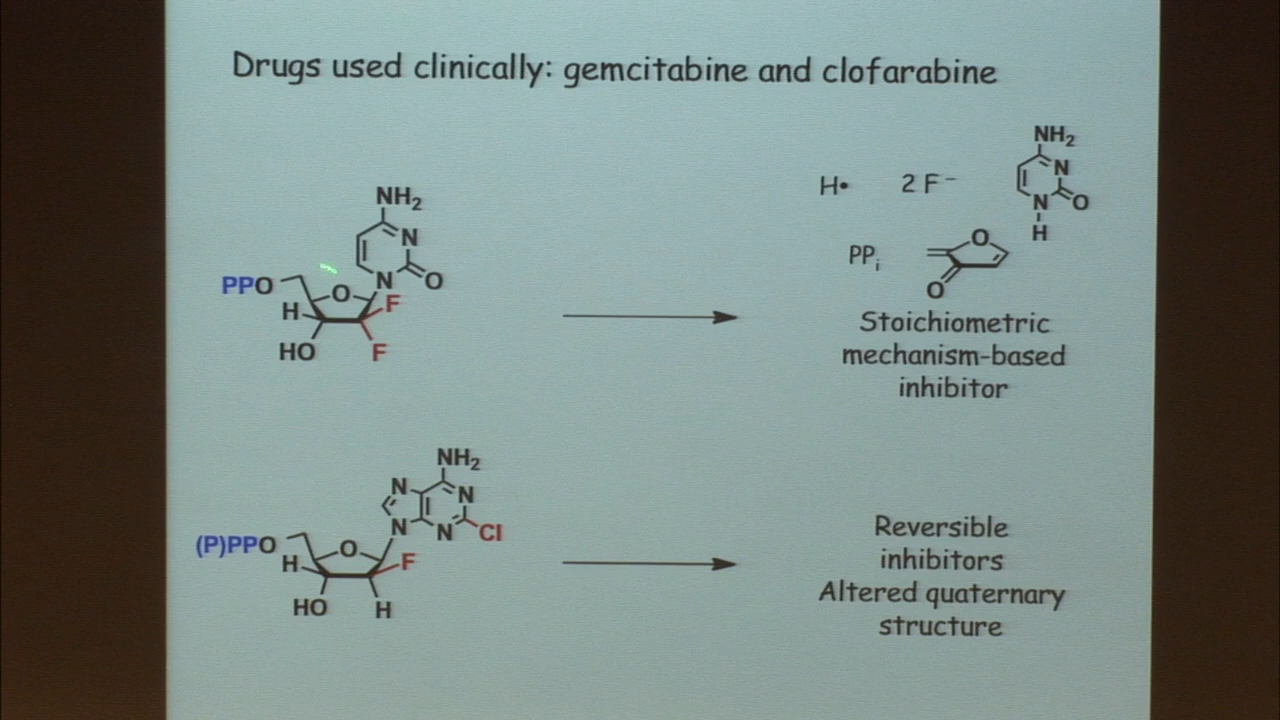 Drugs used clinically: gemcitabine and clofarabine
NH₂
N
N
O
PPO
O
H
F
HO
F
H•
2 F⁻
NH₂
N
N
O
H
PPᵢ
O
O
Stoichiometric
mechanism-based
inhibitor
NH₂
N
N
N
N
Cl
(P)PPO
O
H
F
HO
H
Reversible
inhibitors
Altered quaternary
structure